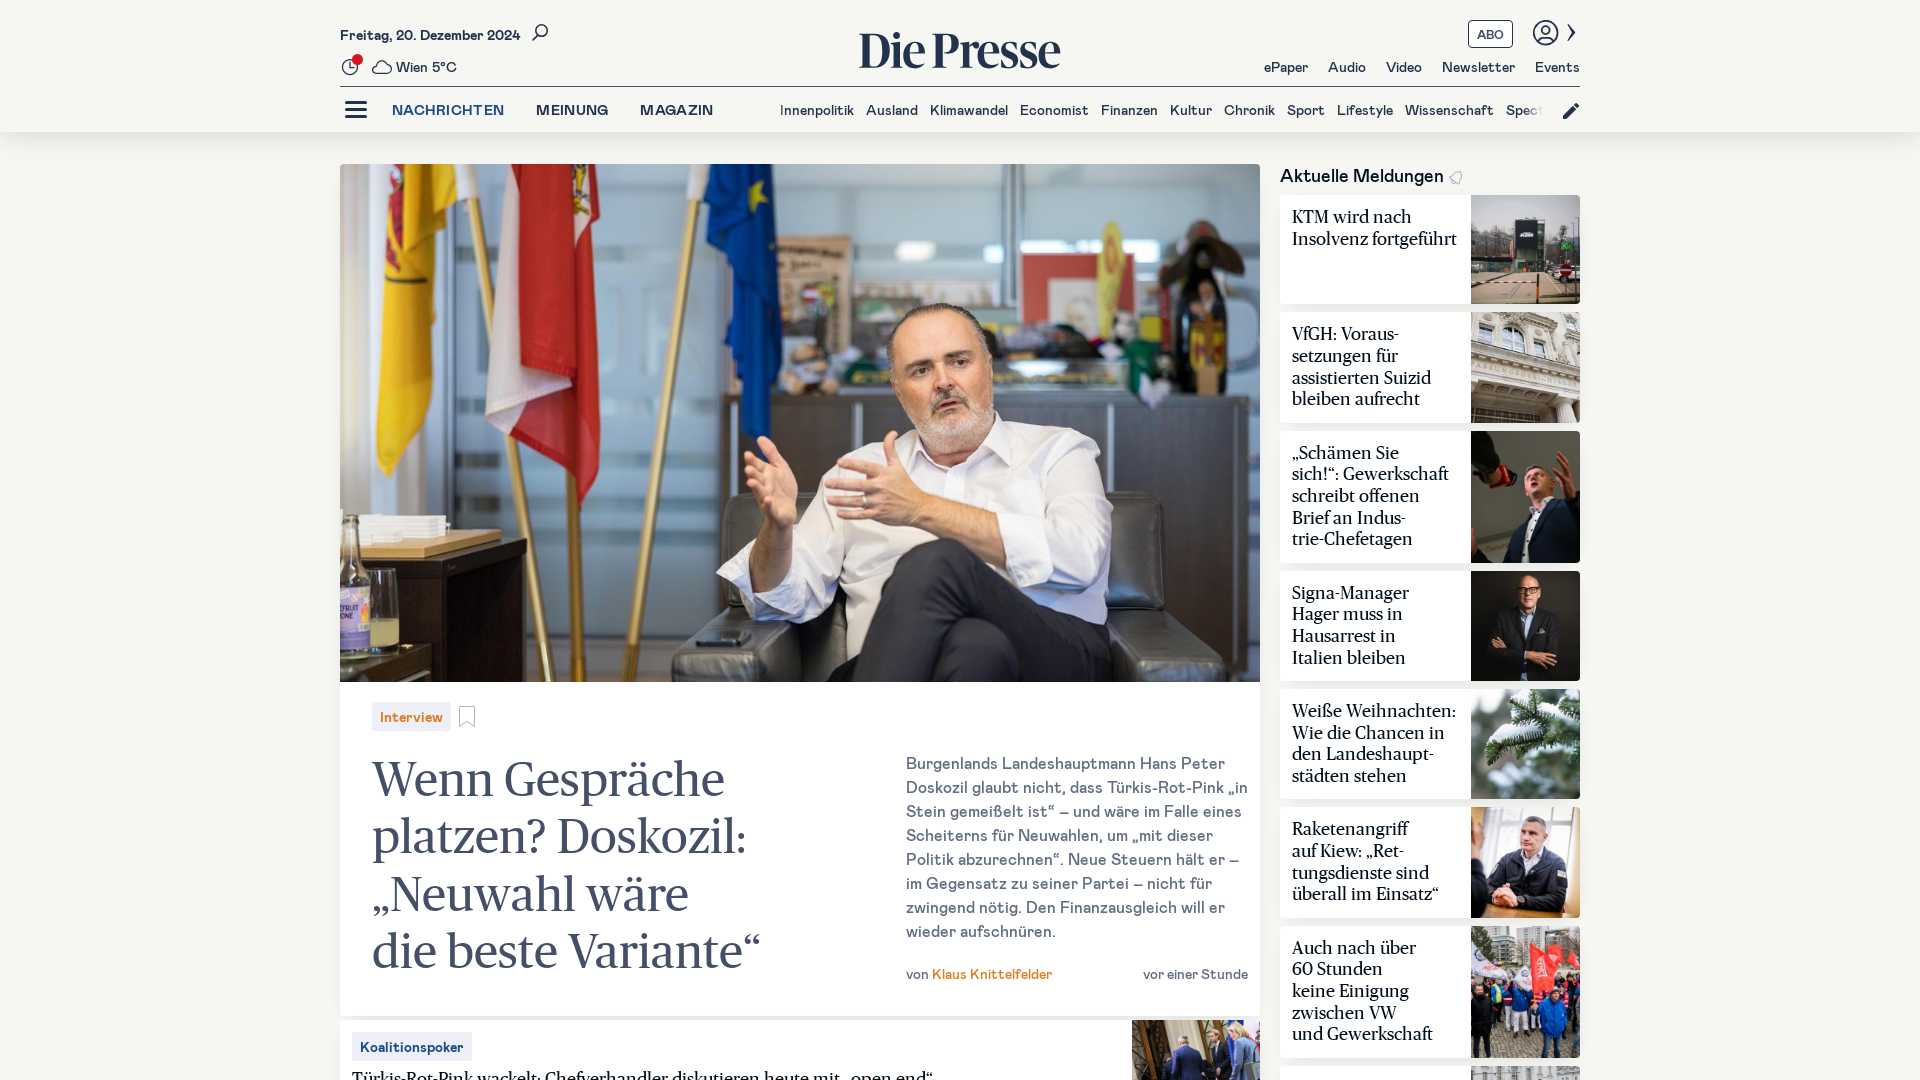 Freitag, 20. Dezember 2024
Wien 5°C
Die Presse
ABO
ePaper Audio Video Newsletter Events
NACHRICHTEN MEINUNG MAGAZIN
Innenpolitik Ausland Klimawandel Economist Finanzen Kultur Chronik Sport Lifestyle Wissenschaft Spect
Interview
Wenn Gespräche
platzen? Doskozil:
„Neuwahl wäre
die beste Variante“
Burgenlands Landeshauptmann Hans Peter
Doskozil glaubt nicht, dass Türkis-Rot-Pink „in
Stein gemeißelt ist“ – und wäre im Falle eines
Scheiterns für Neuwahlen, um „mit dieser
Politik abzurechnen“. Neue Steuern hält er –
im Gegensatz zu seiner Partei – nicht für
zwingend nötig. Den Finanzausgleich will er
wieder aufschnüren.
von Klaus Knittelfelder
vor einer Stunde
Koalitionspoker
Türkis-Rot-Pink wackelt: Chefverhandler diskutieren heute mit „open end“
Aktuelle Meldungen
KTM wird nach
Insolvenz fortgeführt
VfGH: Voraus-
setzungen für
assistierten Suizid
bleiben aufrecht
„Schämen Sie
sich!“: Gewerkschaft
schreibt offenen
Brief an Indus-
trie-Chefetagen
Signa-Manager
Hager muss in
Hausarrest in
Italien bleiben
Weiße Weihnachten:
Wie die Chancen in
den Landeshaupt-
städten stehen
Raketenangriff
auf Kiew: „Ret-
tungsdienste sind
überall im Einsatz“
Auch nach über
60 Stunden
keine Einigung
zwischen VW
und Gewerkschaft